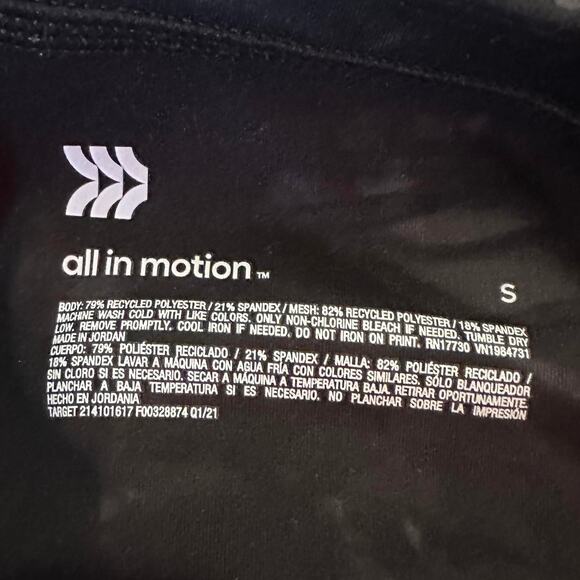 all in motion™
S
BODY: 79% RECYCLED POLYESTER / 21% SPANDEX / MESH: 82% RECYCLED POLYESTER / 18% SPANDEX
MACHINE WASH COLD WITH LIKE COLORS. ONLY NON-CHLORINE BLEACH IF NEEDED. TUMBLE DRY
LOW. REMOVE PROMPTLY. COOL IRON IF NEEDED. DO NOT IRON ON PRINT. RN17730 VN1984731
MADE IN JORDAN
CUERPO: 79% POLIÉSTER RECICLADO / 21% SPANDEX / MALLA: 82% POLIÉSTER RECICLADO /
18% SPANDEX LAVAR A MÁQUINA CON AGUA FRÍA CON COLORES SIMILARES. SÓLO BLANQUEADOR
SIN CLORO SI ES NECESARIO. SECAR A MÁQUINA A TEMPERATURA BAJA. RETIRAR OPORTUNAMENTE.
PLANCHAR A BAJA TEMPERATURA SI ES NECESARIO. NO PLANCHAR SOBRE LA IMPRESIÓN
HECHO EN JORDANIA
TARGET 214101617 F00326874 Q1/21